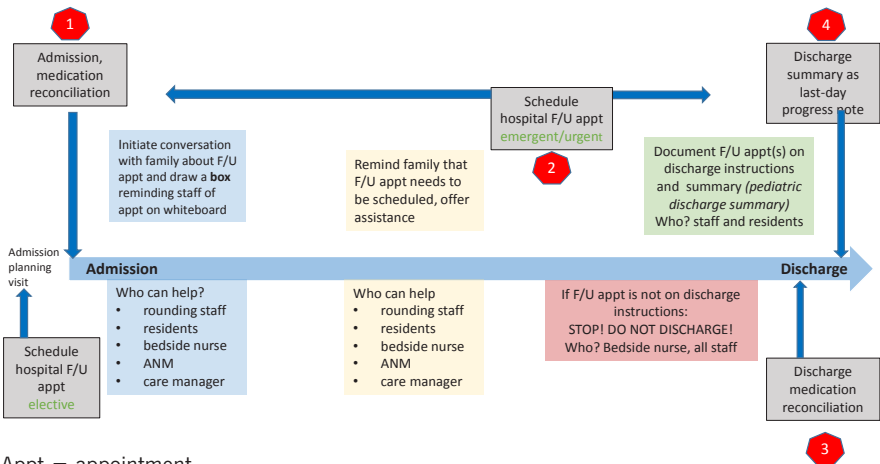 1
Admission,
medication
reconciliation
4
Discharge
summary as
last-day
progress note
Schedule
hospital F/U appt
emergent/urgent
2
Initiate conversation
with family about F/U
appt and draw a box
reminding staff of
appt on whiteboard
Remind family that
F/U appt needs to
be scheduled, offer
assistance
Document F/U appt(s) on
discharge instructions
and summary (pediatric
discharge summary)
Who? staff and residents
Admission
planning
visit
Admission
Discharge
Schedule
hospital F/U
appt
elective
Who can help?
• rounding staff
• residents
• bedside nurse
• ANM
• care manager
Who can help
• rounding staff
• residents
• bedside nurse
• ANM
• care manager
If F/U appt is not on discharge
instructions:
STOP! DO NOT DISCHARGE!
Who? Bedside nurse, all staff
Discharge
medication
reconciliation
3
Appt = appointment